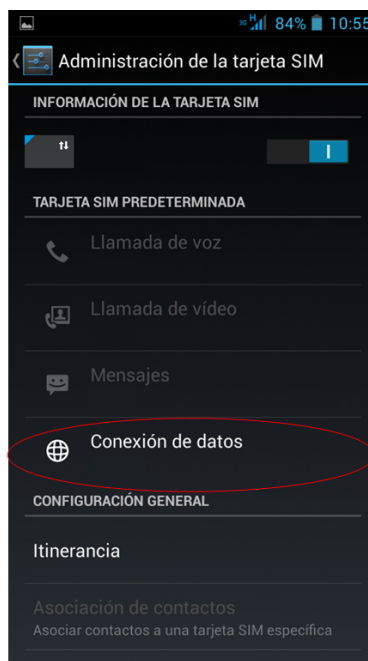 3G H 84% 10:55
Administración de la tarjeta SIM
INFORMACIÓN DE LA TARJETA SIM
TARJETA SIM PREDETERMINADA
Llamada de voz
Llamada de vídeo
Mensajes
Conexión de datos
CONFIGURACIÓN GENERAL
Itinerancia
Asociación de contactos
Asociar contactos a una tarjeta SIM específica